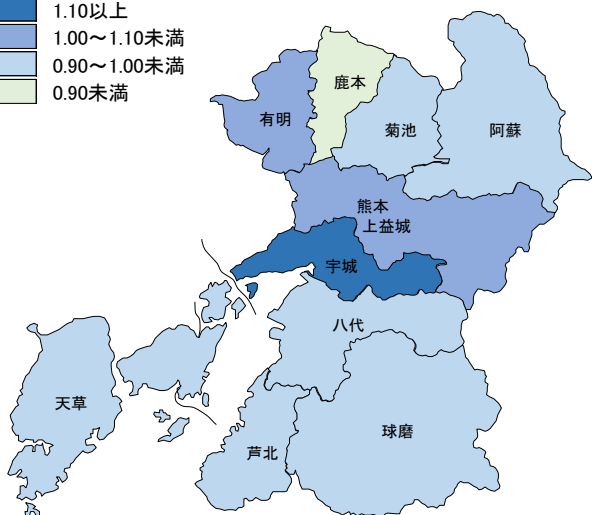 1.10以上
1.00～1.10未満
0.90～1.00未満
0.90未満
鹿本
有明
菊池
阿蘇
熊本
上益城
宇城
八代
天草
球磨
芦北